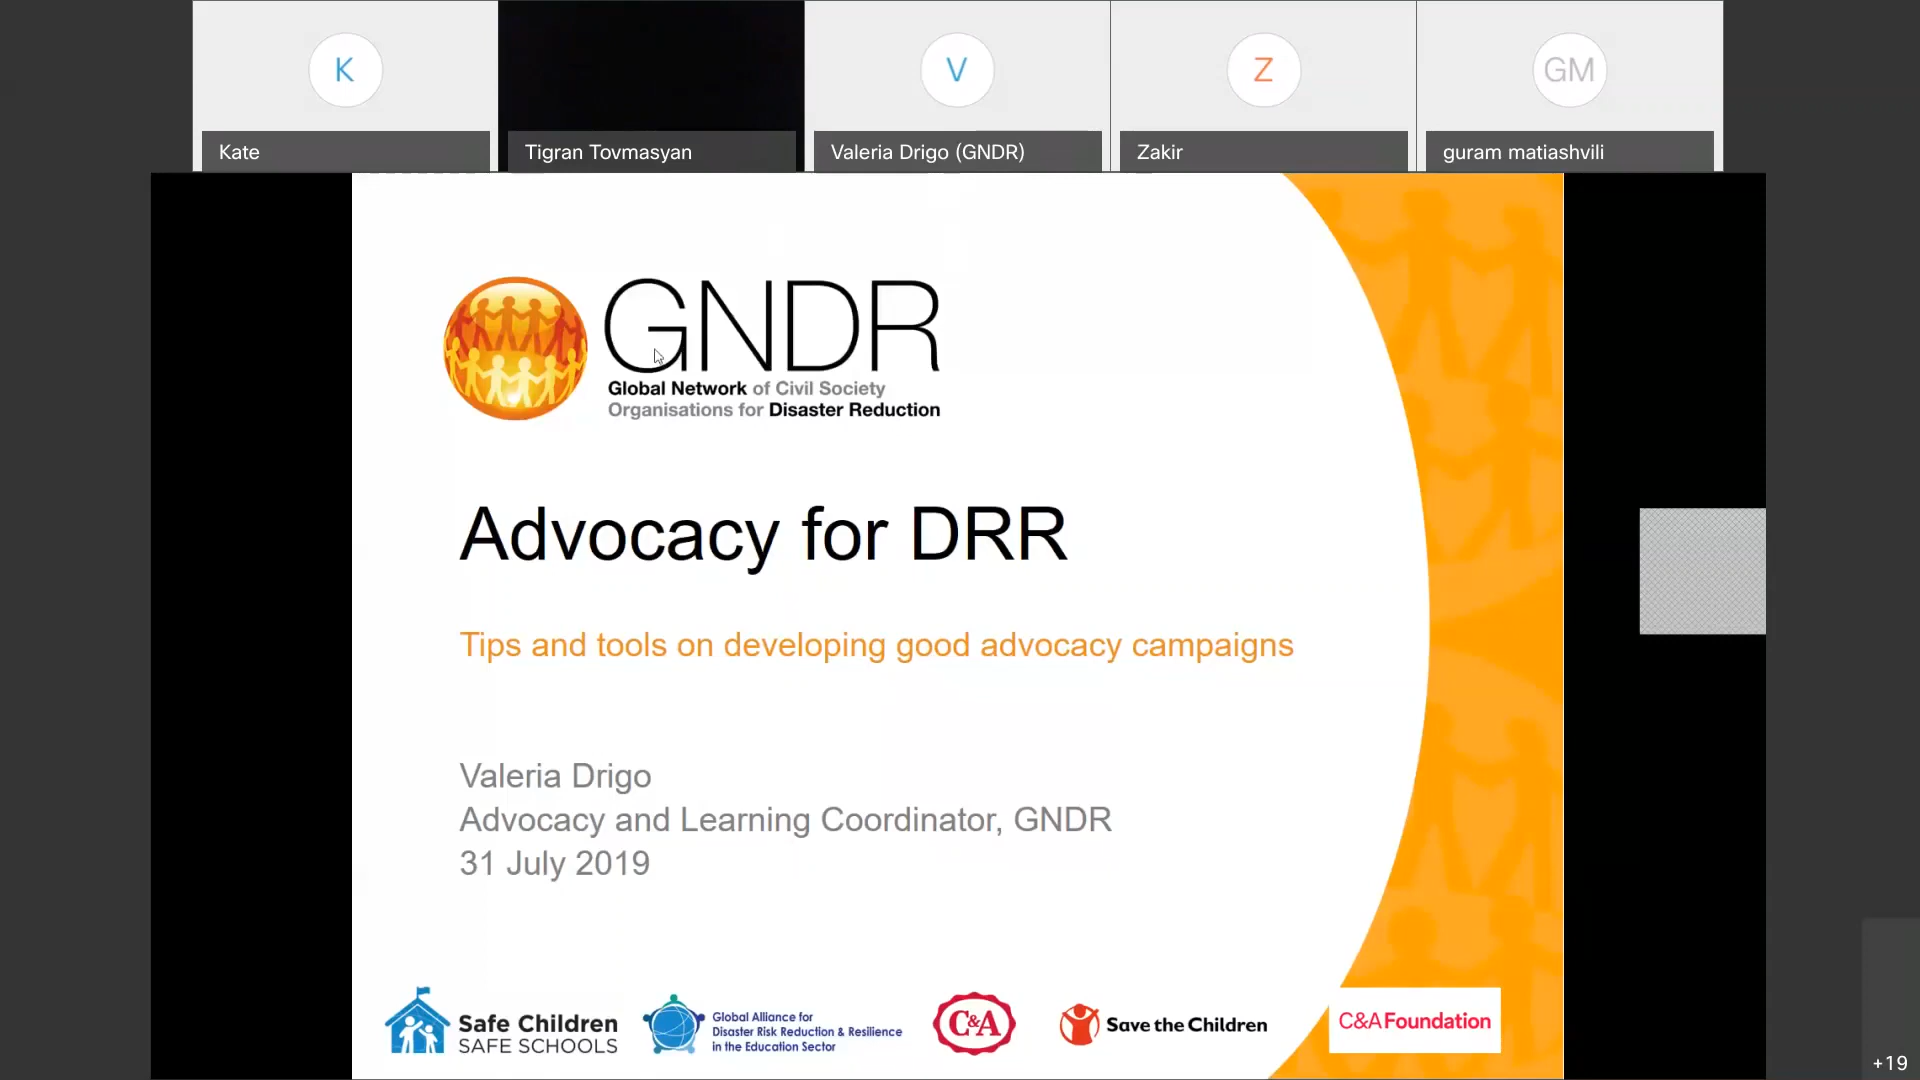 K
V
Z
GM
Kate
Tigran Tovmasyan
Valeria Drigo (GNDR)
Zakir
guram matiashvili
GNDR
Global Network of Civil Society
Organisations for Disaster Reduction
Advocacy for DRR
Tips and tools on developing good advocacy campaigns
Valeria Drigo
Advocacy and Learning Coordinator, GNDR
31 July 2019
Safe Children
SAFE SCHOOLS
Global Alliance for
Disaster Risk Reduction & Resilience
in the Education Sector
C&A
Save the Children
C&A Foundation
+19